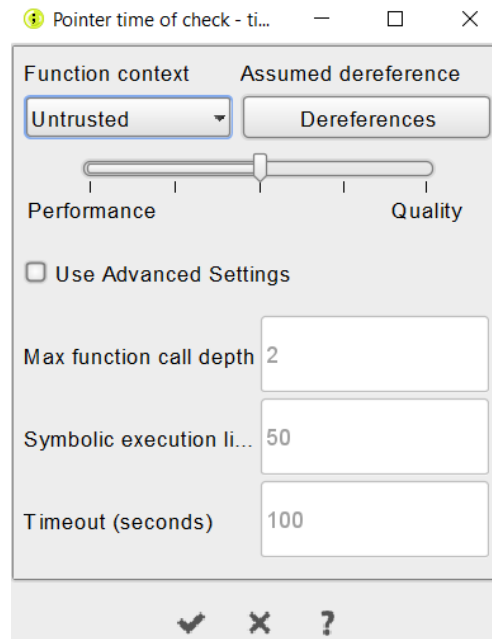 Pointer time of check - ti...
Function context Assumed dereference
Untrusted Dereferences
Performance Quality
Use Advanced Settings
Max function call depth 2
Symbolic execution li... 50
Timeout (seconds) 100
?